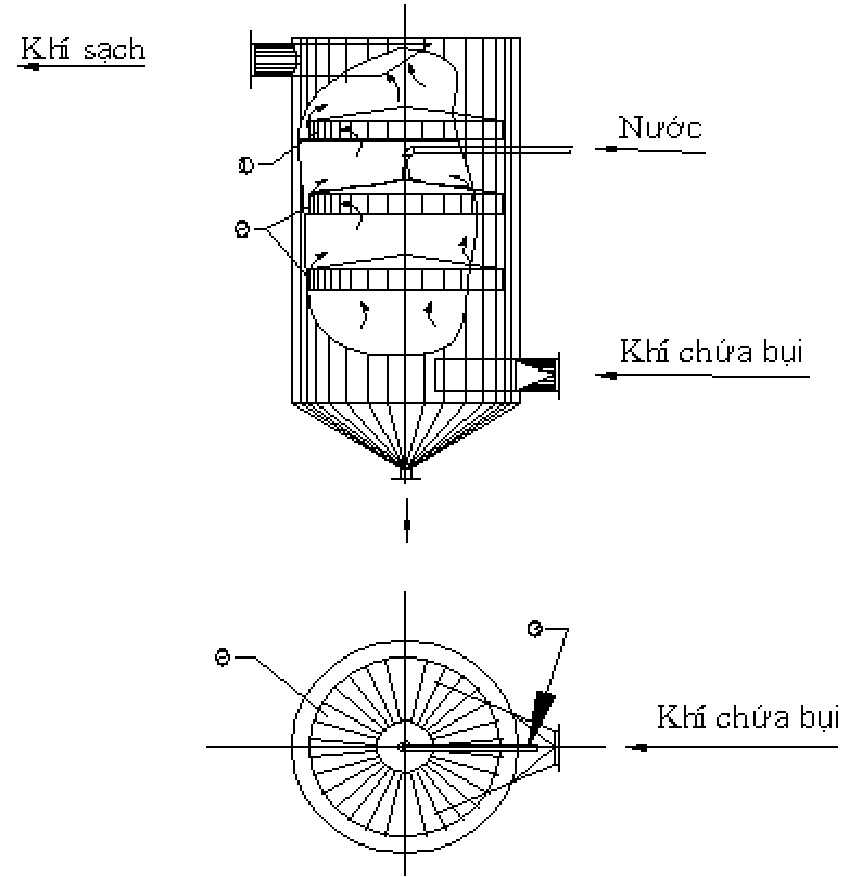 Khí sạch
Nước
Khí chứa bụi
Khí chứa bụi